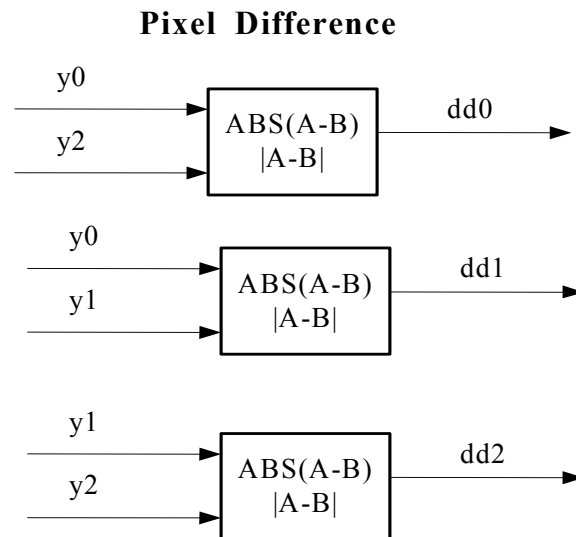 Pixel Difference
y0
y2
ABS(A-B)
|A-B|
dd0
y0
y1
ABS(A-B)
|A-B|
dd1
y1
y2
ABS(A-B)
|A-B|
dd2